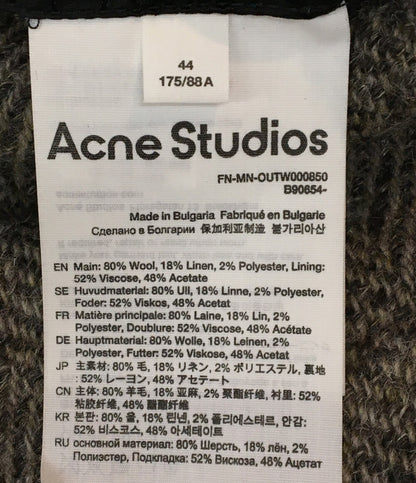 44
175/88A
Acne Studios
FN-MN-OUTW000850
B90654-
Made in Bulgaria Fabriqué en Bulgarie
Сделано в Болгарии 保加利亚制造 불가리아산
EN Main: 80% Wool, 18% Linen, 2% Polyester, Lining:
52% Viscose, 48% Acetate
SE Huvudmaterial: 80% Ull, 18% Linne, 2% Polyester,
Foder: 52% Viskos, 48% Acetat
FR Matière principale: 80% Laine, 18% Lin, 2%
Polyester, Doublure: 52% Viscose, 48% Acétate
DE Hauptmaterial: 80% Wolle, 18% Leinen, 2%
Polyester, Futter: 52% Viscose, 48% Acetat
JP 主素材: 80% 毛, 18% リネン, 2% ポリエステル, 裏地
: 52% レーヨン, 48% アセテート
CN 主体: 80% 羊毛, 18% 亚麻, 2% 聚酯纤维, 衬里: 52%
粘胶纤维, 48% 醋酯纤维
KR 본판: 80% 울, 18% 린넨, 2% 폴리에스테르, 안감:
52% 비스코스, 48% 아세테이트
RU основной материал: 80% Шерсть, 18% лён, 2%
Полиэстер, Подкладка: 52% Вискоза, 48% Ацетат